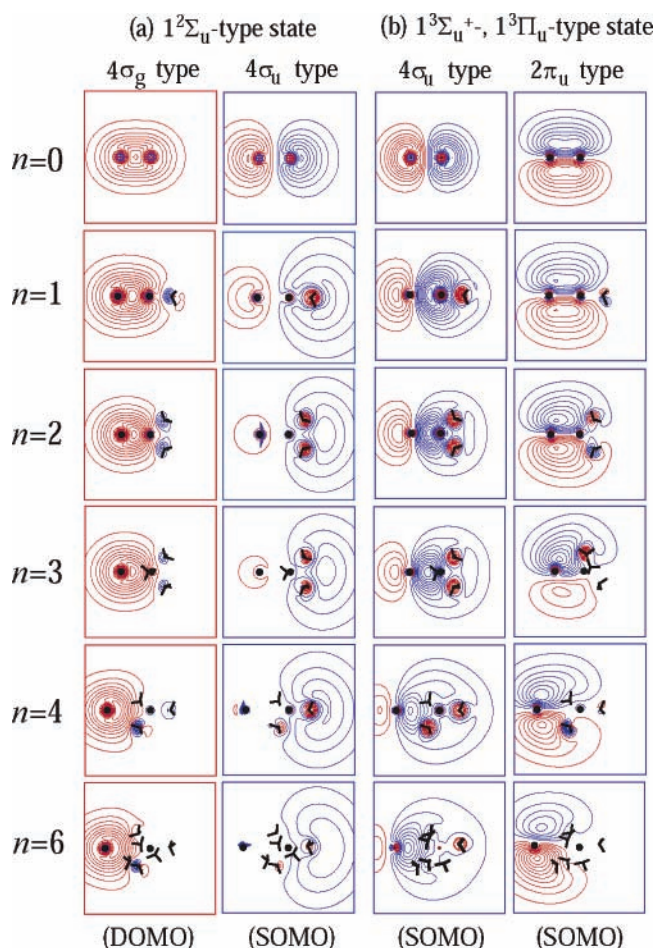 (a) 1²Σᵤ-type state (b) 1³Σᵤ⁺-, 1³Πᵤ-type state
4σg type 4σᵤ type 4σᵤ type 2πᵤ type
n=0
n=1
n=2
n=3
n=4
n=6
(DOMO) (SOMO) (SOMO) (SOMO)